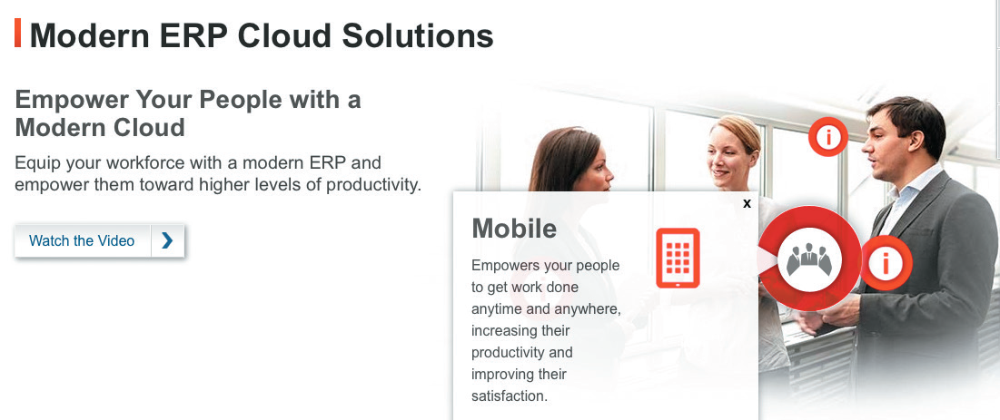 Modern ERP Cloud Solutions
Empower Your People with a
Modern Cloud
Equip your workforce with a modern ERP and
empower them toward higher levels of productivity.
Watch the Video
x
Mobile
Empowers your people
to get work done
anytime and anywhere,
increasing their
productivity and
improving their
satisfaction.
i
i
i